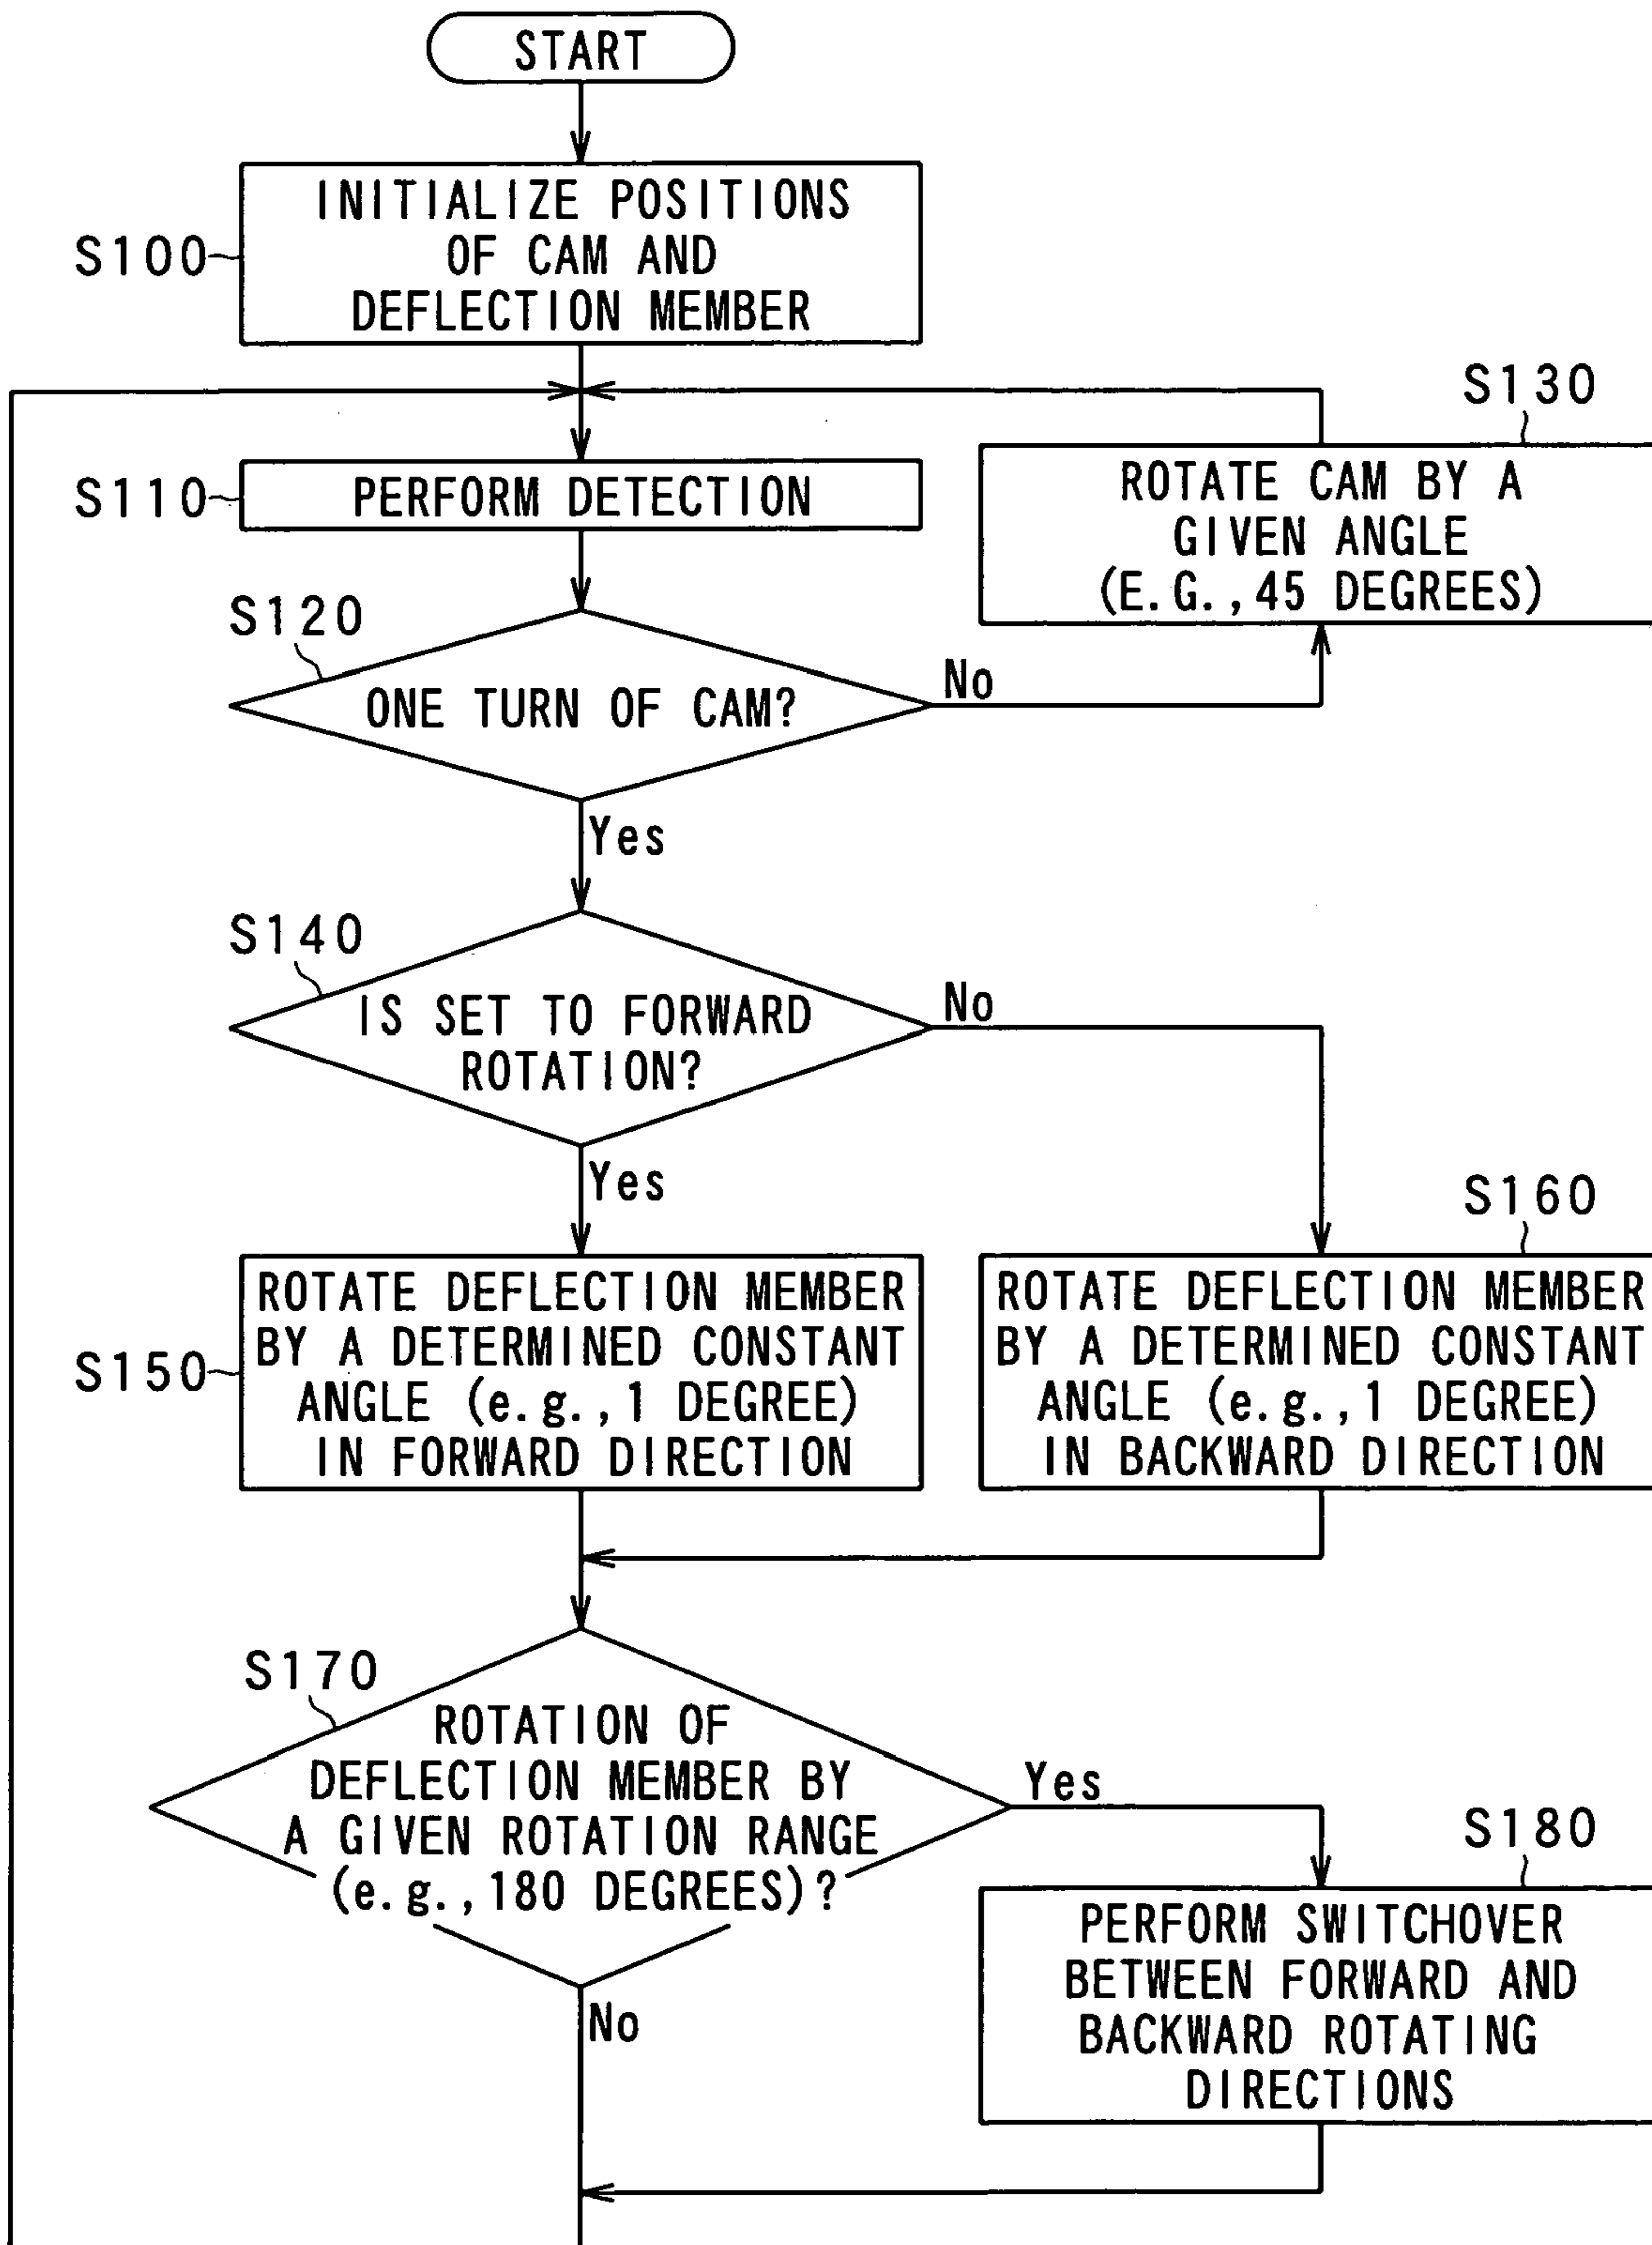 START
INITIALIZE POSITIONS
OF CAM AND
DEFLECTION MEMBER
S100
S130
ROTATE CAM BY A
GIVEN ANGLE
(E.G.,45 DEGREES)
S110
PERFORM DETECTION
S120
ONE TURN OF CAM?
No
Yes
S140
IS SET TO FORWARD
ROTATION?
No
Yes
S150
ROTATE DEFLECTION MEMBER
BY A DETERMINED CONSTANT
ANGLE (e.g.,1 DEGREE)
IN FORWARD DIRECTION
S160
ROTATE DEFLECTION MEMBER
BY A DETERMINED CONSTANT
ANGLE (e.g.,1 DEGREE)
IN BACKWARD DIRECTION
S170
ROTATION OF
DEFLECTION MEMBER BY
A GIVEN ROTATION RANGE
(e.g.,180 DEGREES)?
Yes
No
S180
PERFORM SWITCHOVER
BETWEEN FORWARD AND
BACKWARD ROTATING
DIRECTIONS